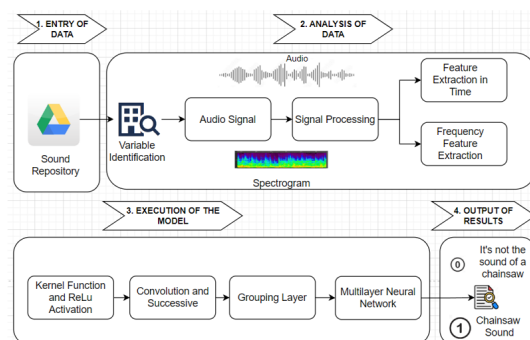 1. ENTRY OF
DATA
2. ANALYSIS OF
DATA
Sound
Repository
Variable
Identification
Audio
Audio Signal
Signal Processing
Spectrogram
Feature
Extraction in
Time
Frequency
Feature
Extraction
3. EXECUTION OF THE
MODEL
4. OUTPUT OF
RESULTS
Kernel Function
and ReLu
Activation
Convolution and
Successive
Grouping Layer
Multilayer Neural
Network
0
It's not the
sound of a
chainsaw
1
Chainsaw
Sound